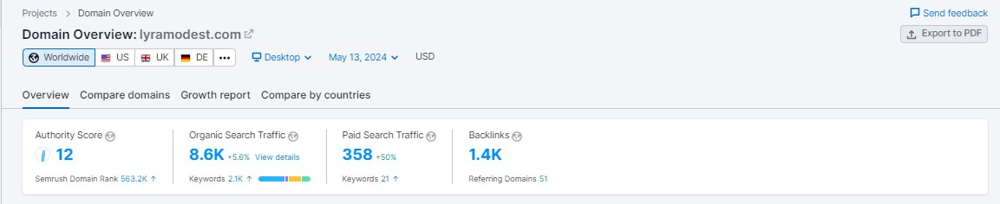 Projects > Domain Overview
Send feedback
Domain Overview: lyramodest.com
Export to PDF
Worldwide US UK DE ••• Desktop May 13, 2024 USD
Overview Compare domains Growth report Compare by countries
Authority Score Organic Search Traffic Paid Search Traffic Backlinks
12 8.6K +5.6% View details 358 +50% 1.4K
Semrush Domain Rank 563.2K ↑ Keywords 2.1K ↑ Keywords 21 ↑ Referring Domains 51